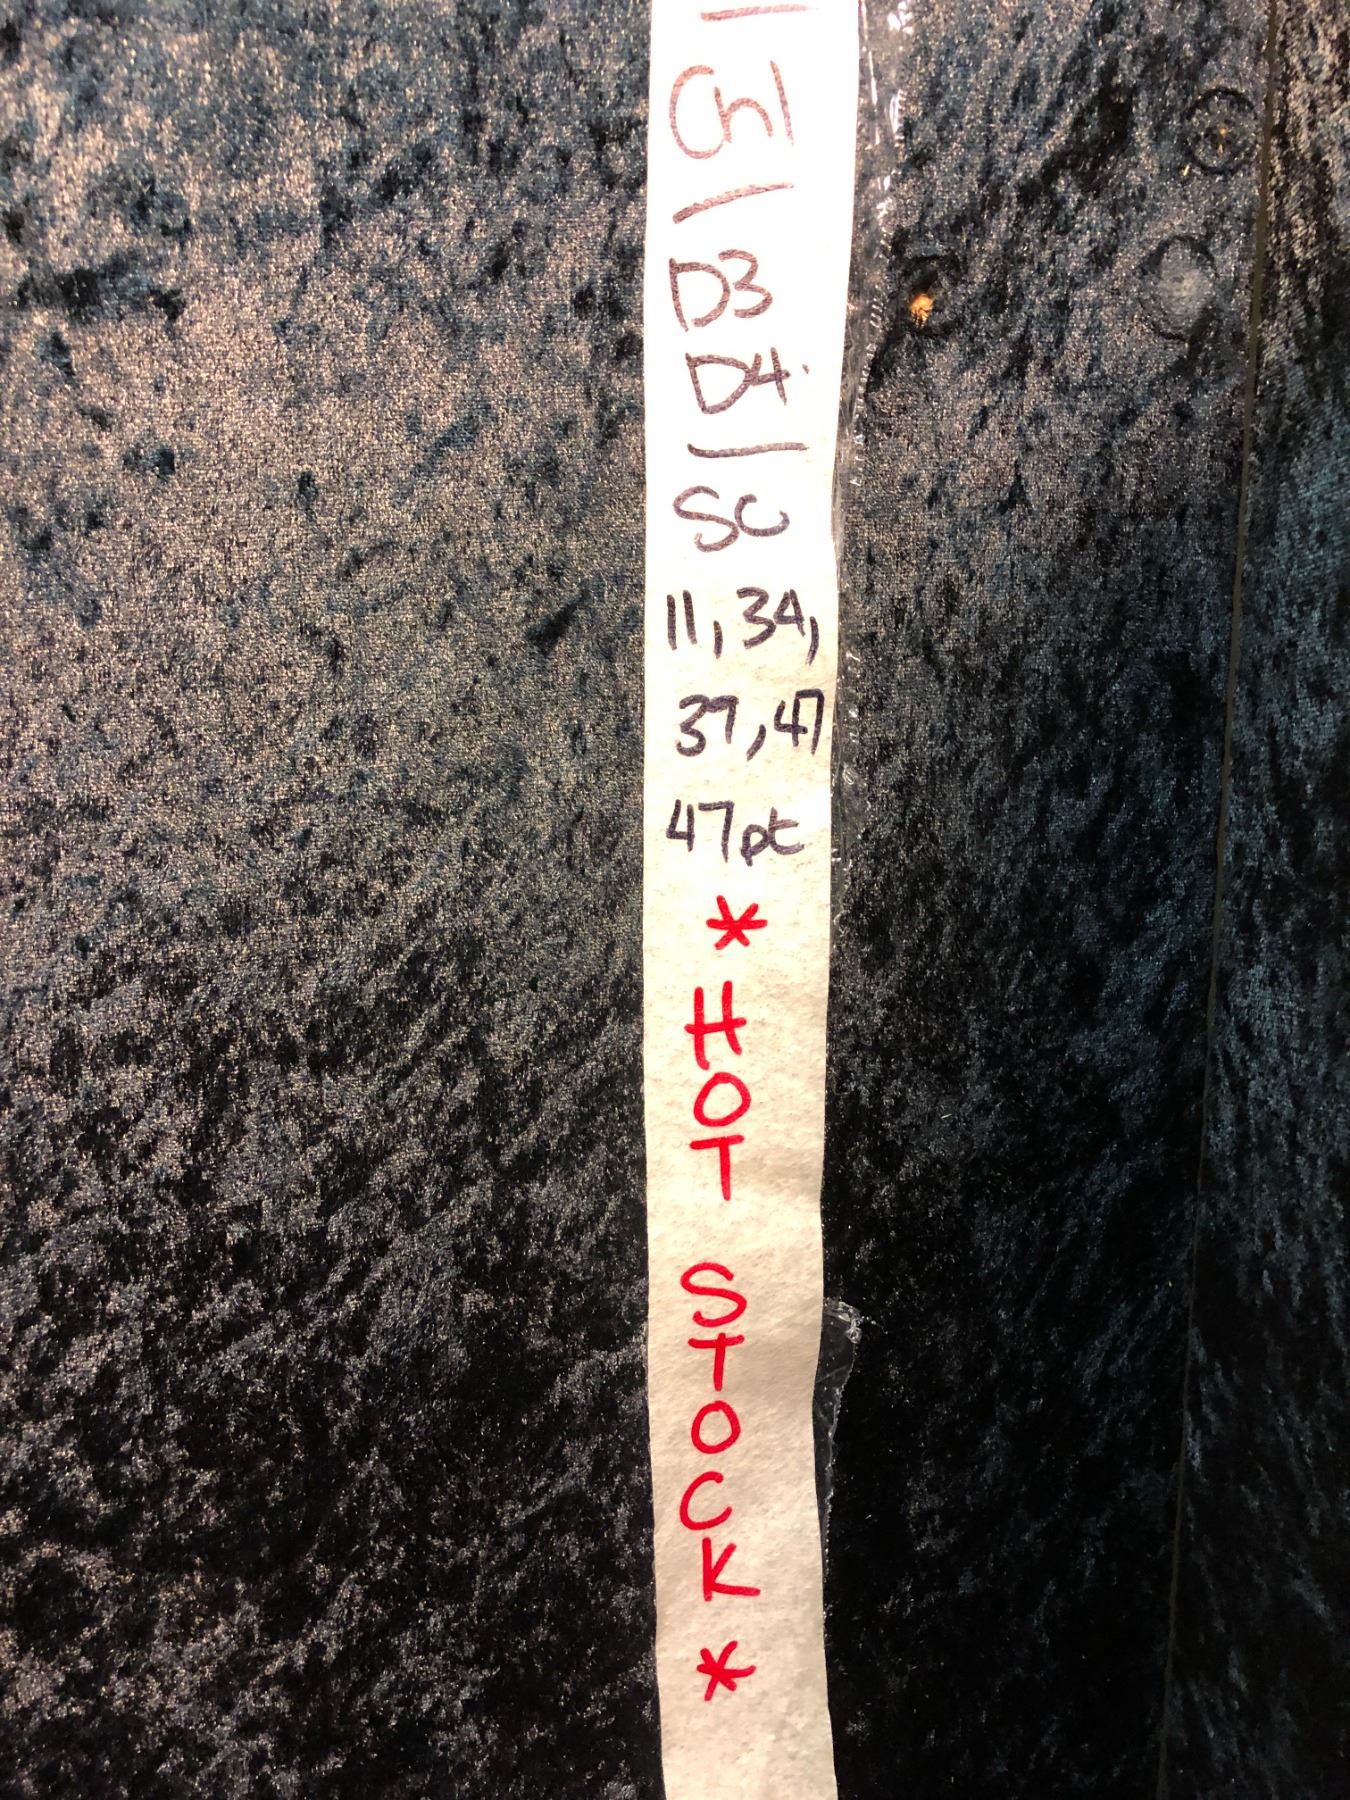 Ch1
D3
D4
SC
11, 34,
37, 47
47pt
*
HOT
STOCK
*